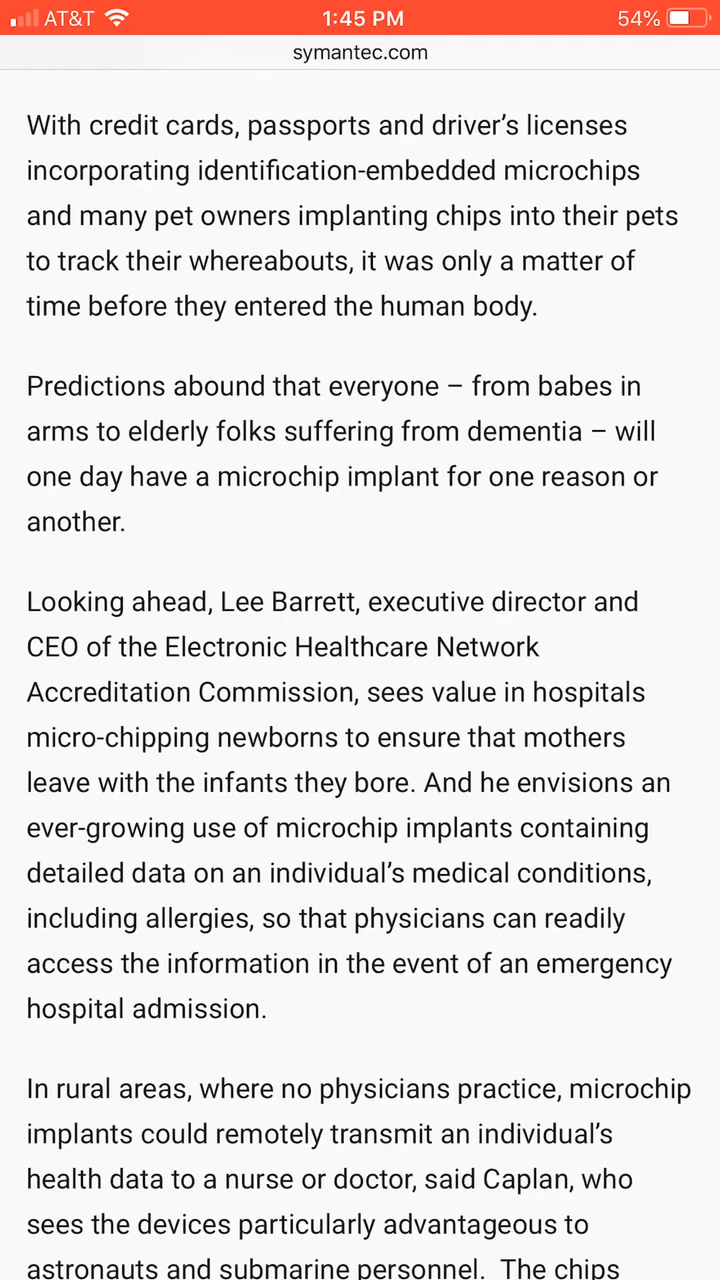 AT&T 1:45 PM 54%
symantec.com
With credit cards, passports and driver’s licenses
incorporating identification-embedded microchips
and many pet owners implanting chips into their pets
to track their whereabouts, it was only a matter of
time before they entered the human body.
Predictions abound that everyone – from babes in
arms to elderly folks suffering from dementia – will
one day have a microchip implant for one reason or
another.
Looking ahead, Lee Barrett, executive director and
CEO of the Electronic Healthcare Network
Accreditation Commission, sees value in hospitals
micro-chipping newborns to ensure that mothers
leave with the infants they bore. And he envisions an
ever-growing use of microchip implants containing
detailed data on an individual’s medical conditions,
including allergies, so that physicians can readily
access the information in the event of an emergency
hospital admission.
In rural areas, where no physicians practice, microchip
implants could remotely transmit an individual’s
health data to a nurse or doctor, said Caplan, who
sees the devices particularly advantageous to
astronauts and submarine personnel. The chips